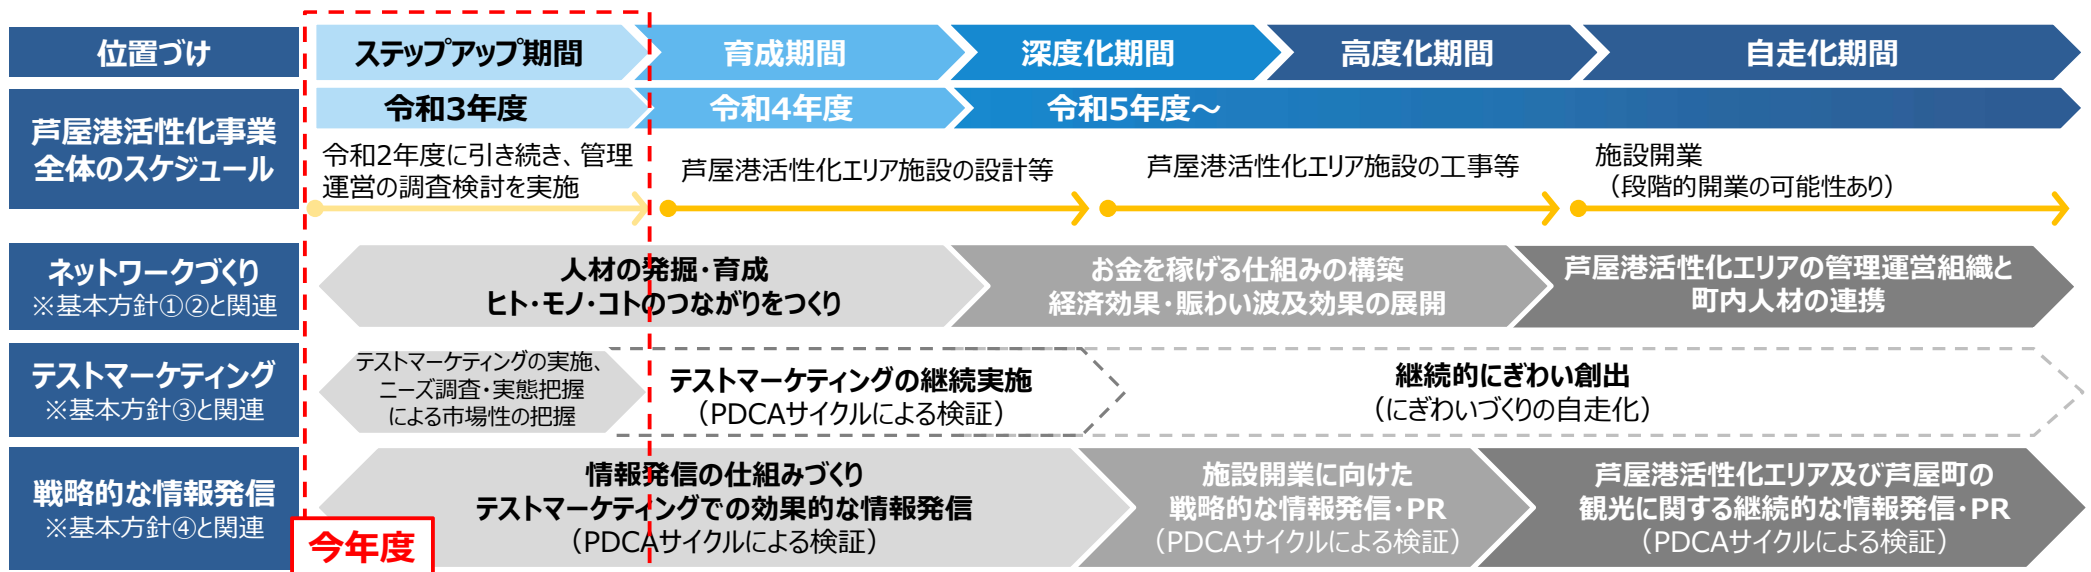 位置づけ
ステップアップ期間
育成期間
深度化期間
高度化期間
自走化期間
芦屋港活性化事業
全体のスケジュール
令和3年度
令和4年度
令和5年度～
令和2年度に引き続き、管理
運営の調査検討を実施
芦屋港活性化エリア施設の設計等
芦屋港活性化エリア施設の工事等
施設開業
（段階的開業の可能性あり）
ネットワークづくり
※基本方針①②と関連
人材の発掘・育成
ヒト・モノ・コトのつながりをつくり
お金を稼げる仕組みの構築
経済効果・賑わい波及効果の展開
芦屋港活性化エリアの管理運営組織と
町内人材の連携
テストマーケティング
※基本方針③と関連
テストマーケティングの実施、
ニーズ調査・実態把握
による市場性の把握
テストマーケティングの継続実施
（PDCAサイクルによる検証）
継続的にぎわい創出
（にぎわいづくりの自走化）
戦略的な情報発信
※基本方針④と関連
情報発信の仕組みづくり
テストマーケティングでの効果的な情報発信
（PDCAサイクルによる検証）
施設開業に向けた
戦略的な情報発信・PR
（PDCAサイクルによる検証）
芦屋港活性化エリア及び芦屋町の
観光に関する継続的な情報発信・PR
（PDCAサイクルによる検証）
今年度